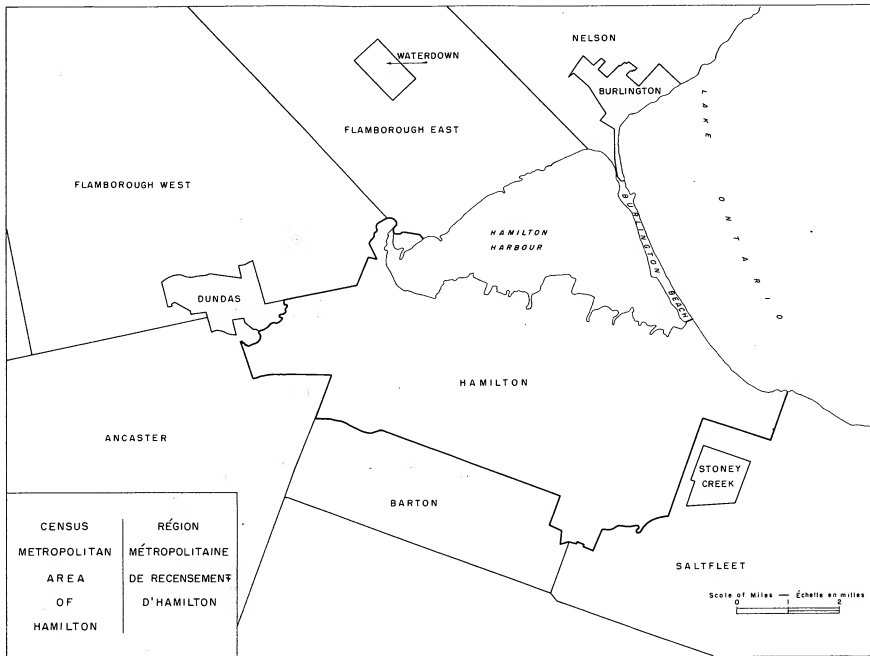 NELSON
WATERDOWN
BURLINGTON
FLAMBOROUGH EAST
LAKE ONTARIO
FLAMBOROUGH WEST
HAMILTON
HARBOUR
BURLINGTON BEACH
DUNDAS
HAMILTON
ANCASTER
STONEY
CREEK
BARTON
SALTFLEET
CENSUS
METROPOLITAN
AREA
OF
HAMILTON
RÉGION
MÉTROPOLITAINE
DE RECENSEMENT
D'HAMILTON
Scale of Miles — Échelle en milles
0 1 2